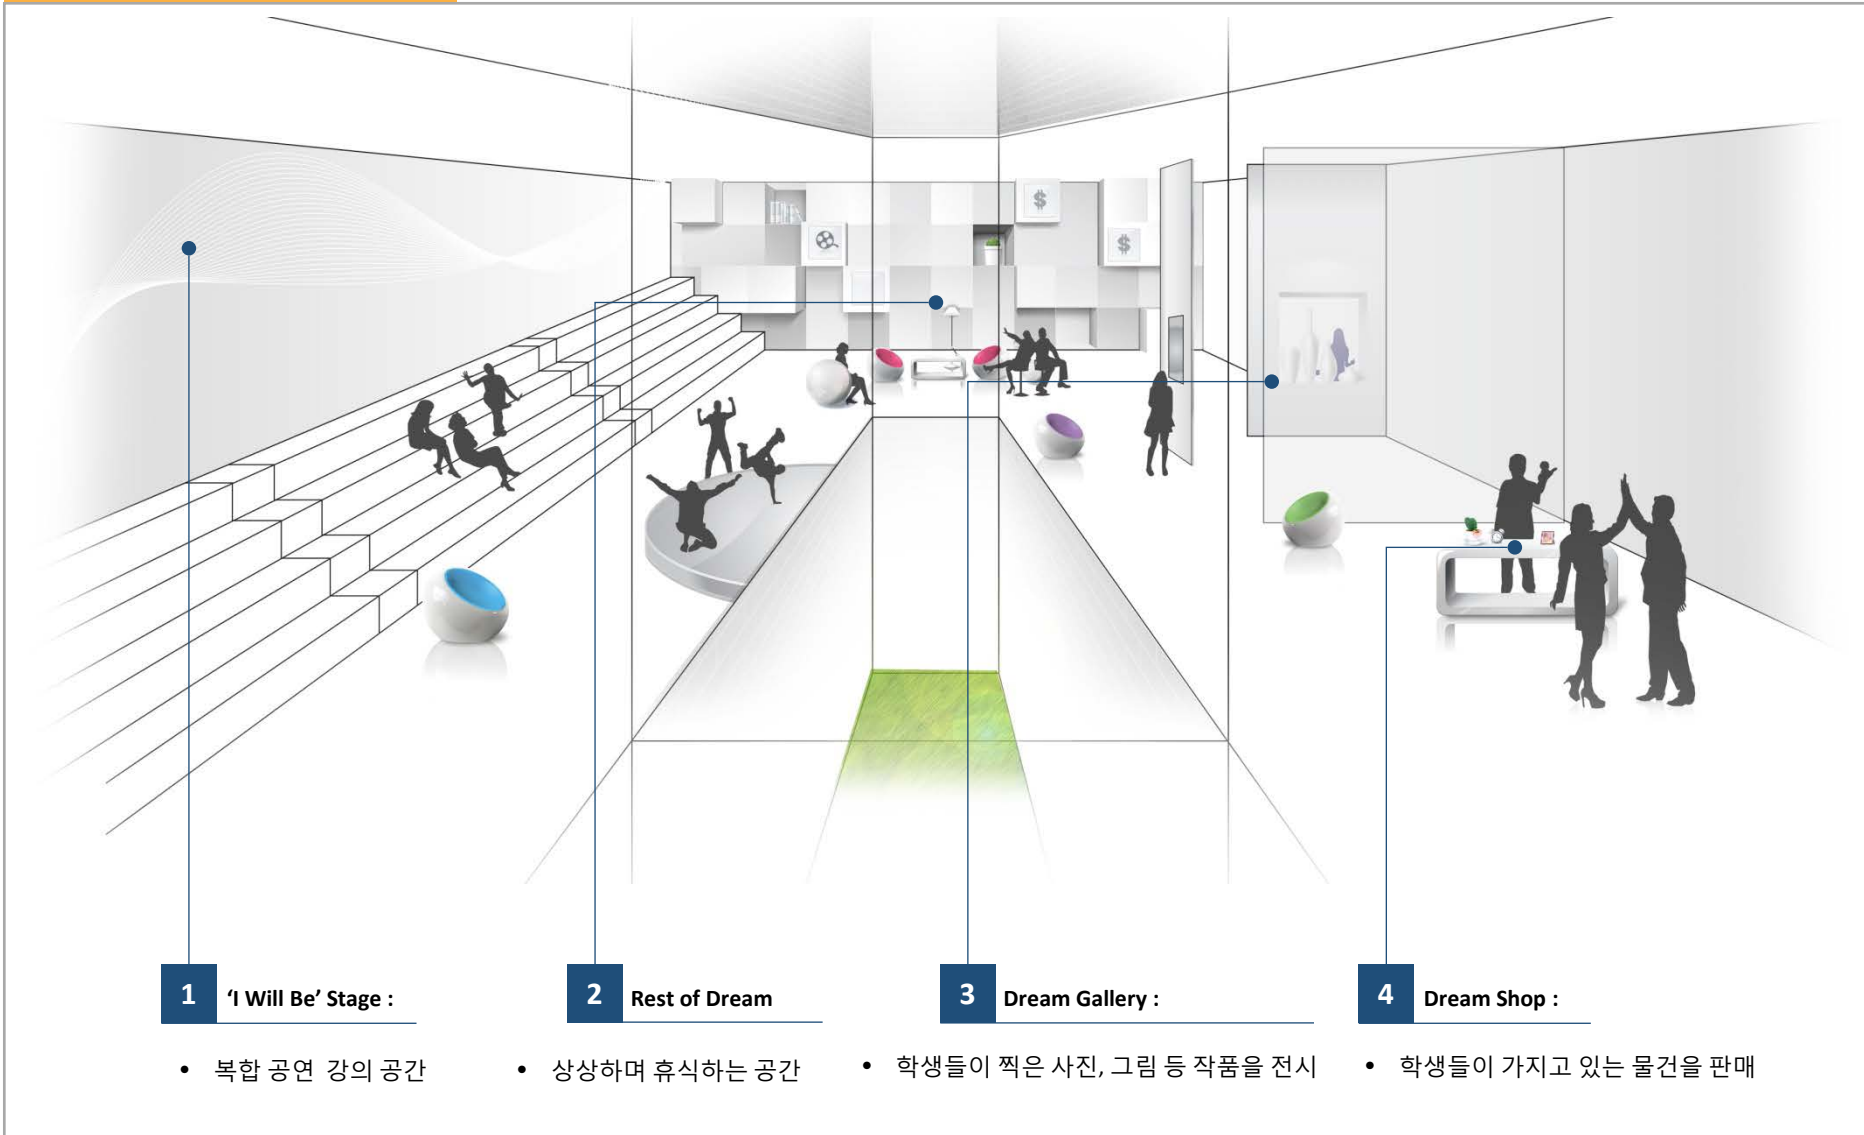 $
$
1 ‘I Will Be’ Stage :
• 복합 공연 강의 공간
2 Rest of Dream
• 상상하며 휴식하는 공간
3 Dream Gallery :
• 학생들이 찍은 사진, 그림 등 작품을 전시
4 Dream Shop :
• 학생들이 가지고 있는 물건을 판매